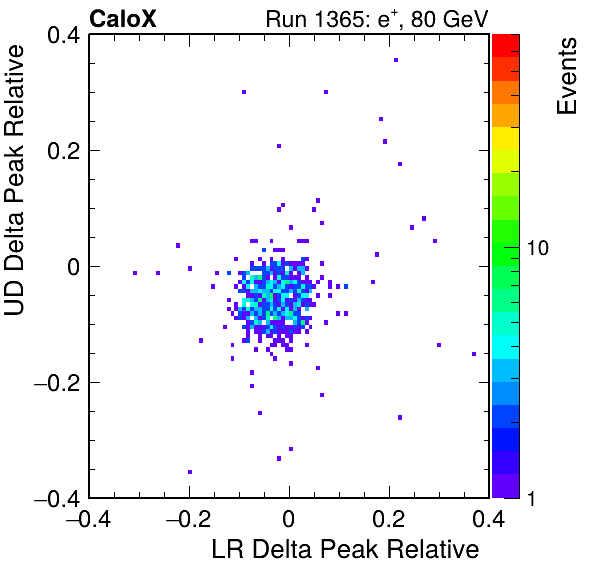 CaloX Run 1365: e⁺, 80 GeV
UD Delta Peak Relative
0.4
0.2
0
−0.2
−0.4
−0.4 −0.2 0 0.2 0.4
LR Delta Peak Relative
Events
10
1